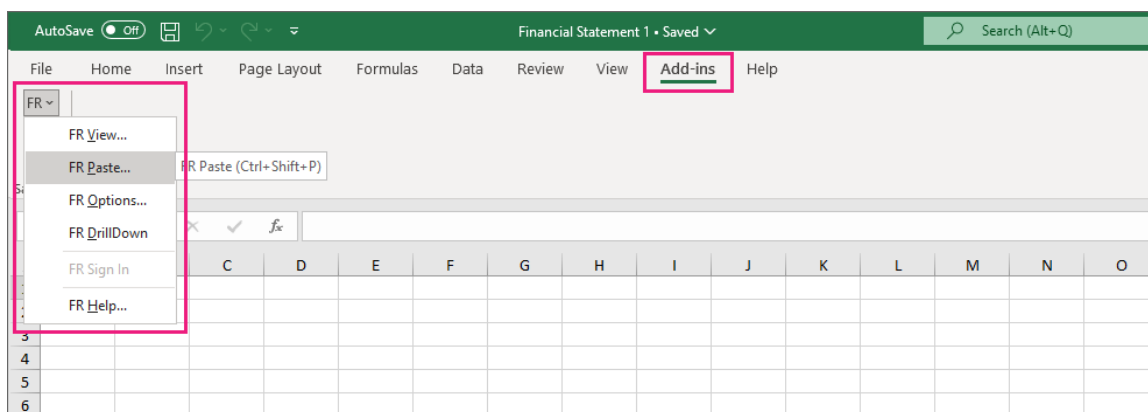 AutoSave Off Financial Statement 1 • Saved Search (Alt+Q)
File Home Insert Page Layout Formulas Data Review View Add-ins Help
FR
FR View...
FR Paste... FR Paste (Ctrl+Shift+P)
FR Options...
FR DrillDown fx
FR Sign In C D E F G H I J K L M N O
FR Help...
3
4
5
6